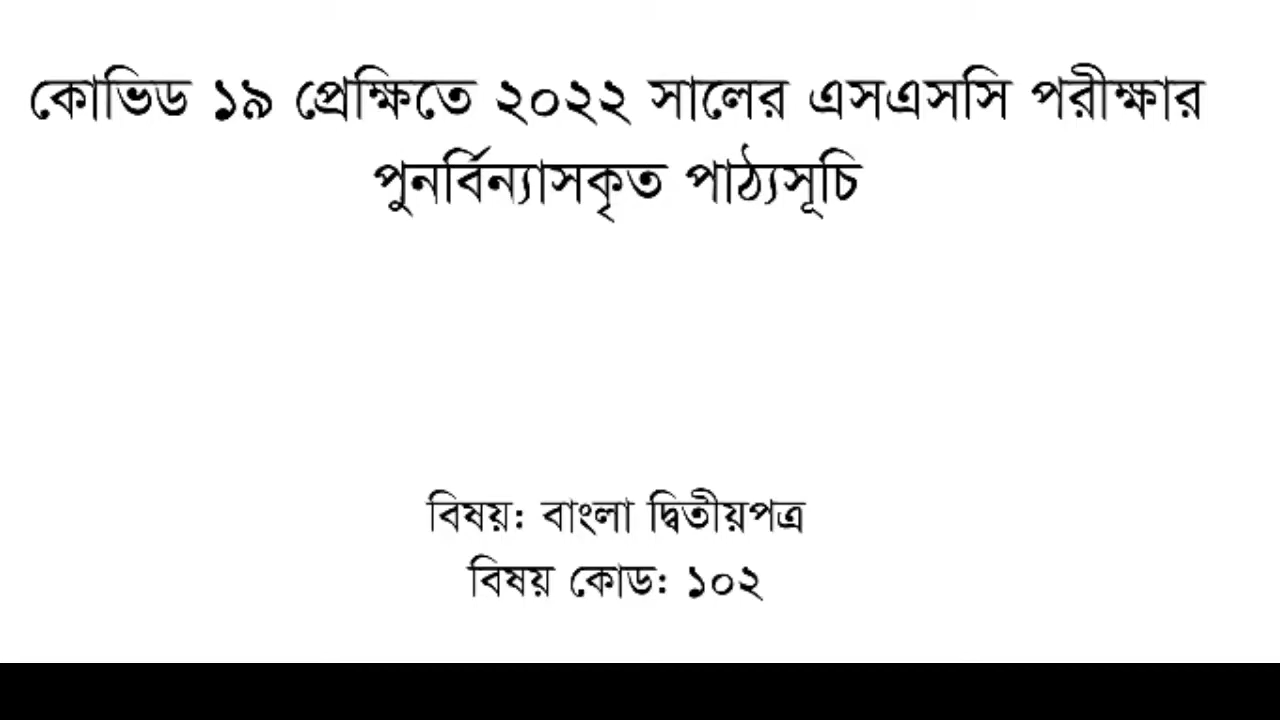 কোভিড ১৯ প্রেক্ষিতে ২০২২ সালের এসএসসি পরীক্ষার
পুনর্বিন্যাসকৃত পাঠ্যসূচি
বিষয়: বাংলা দ্বিতীয়পত্র
বিষয় কোড: ১০২